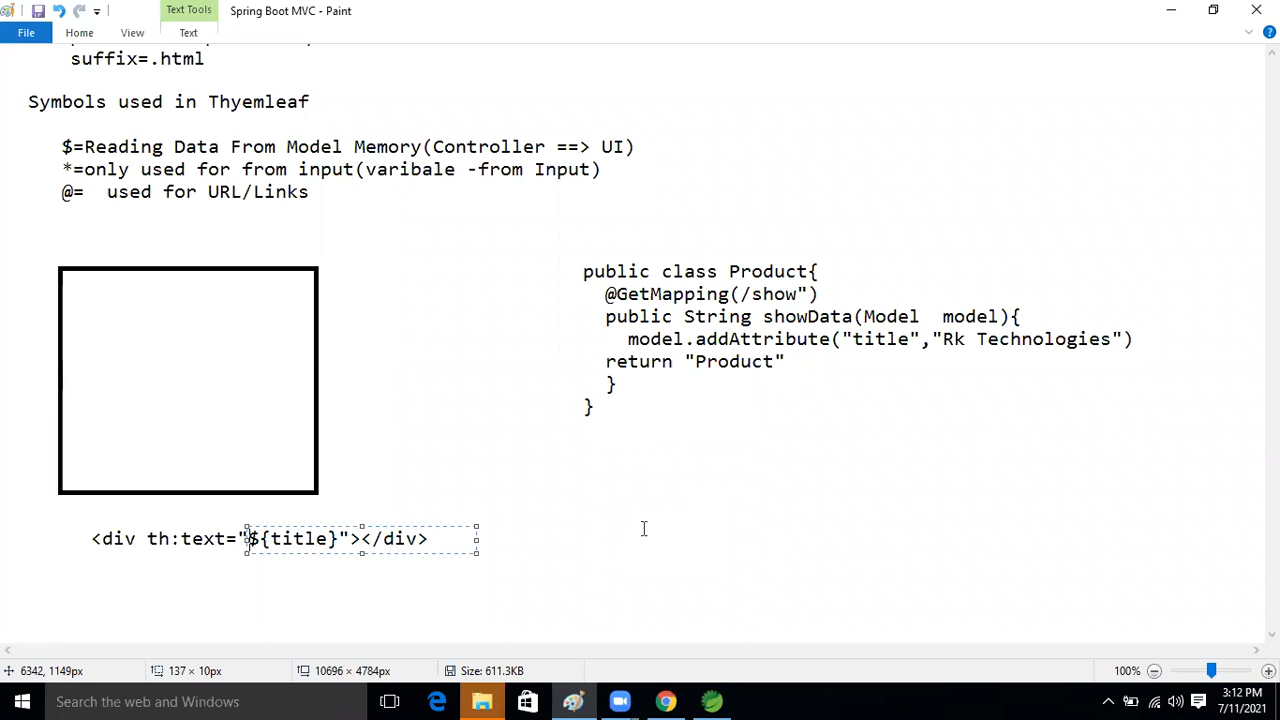 Text Tools
Spring Boot MVC - Paint
File
Home
View
Text
suffix=.html
Symbols used in Thyemleaf
$=Reading Data From Model Memory(Controller ==> UI)
*=only used for from input(varibale -from Input)
@= used for URL/Links
public class Product{
@GetMapping(/show")
public String showData(Model model){
model.addAttribute("title","Rk Technologies")
return "Product"
}
}
<div th:text="${title}"></div>
6342, 1149px
137 × 10px
10696 × 4784px
Size: 611.3KB
100%
Search the web and Windows
3:12 PM
7/11/2021